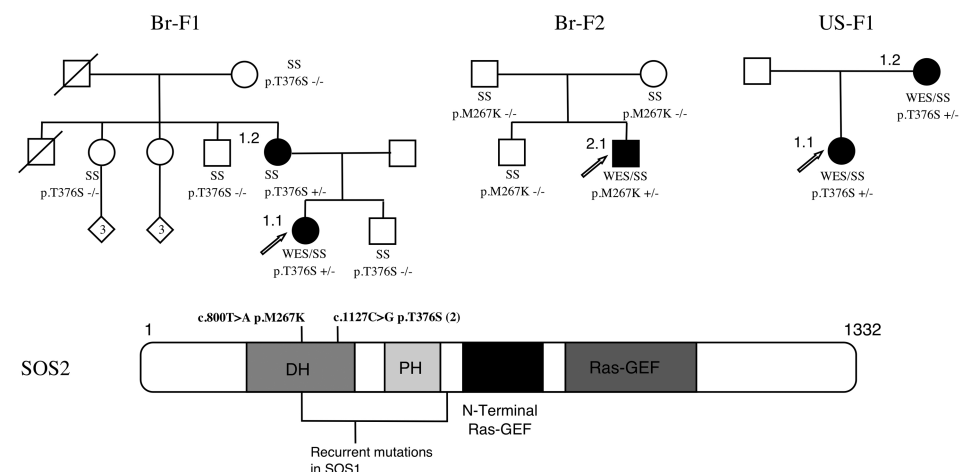 Br-F1
Br-F2
US-F1
SS
p.T376S -/-
1.2
SS
p.T376S -/-
SS
p.T376S -/-
SS
p.T376S +/-
3
3
1.1
WES/SS
p.T376S +/-
SS
p.T376S -/-
SS
p.M267K -/-
SS
p.M267K -/-
SS
p.M267K -/-
2.1
WES/SS
p.M267K +/-
1.2
WES/SS
p.T376S +/-
1.1
WES/SS
p.T376S +/-
c.800T>A p.M267K
c.1127C>G p.T376S (2)
1
1332
SOS2
DH
PH
Ras-GEF
N-Terminal
Ras-GEF
Recurrent mutations
in SOS1